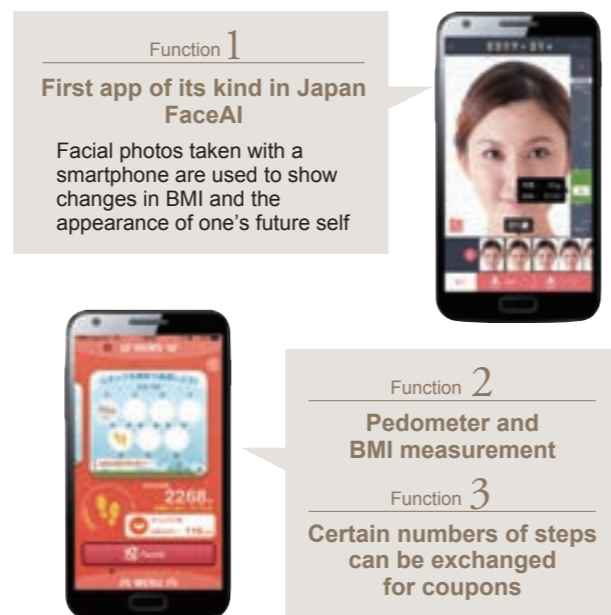 Function 1
First app of its kind in Japan
FaceAI
Facial photos taken with a
smartphone are used to show
changes in BMI and the
appearance of one's future self
2268
Function 2
Pedometer and
BMI measurement
Function 3
Certain numbers of steps
can be exchanged
for coupons